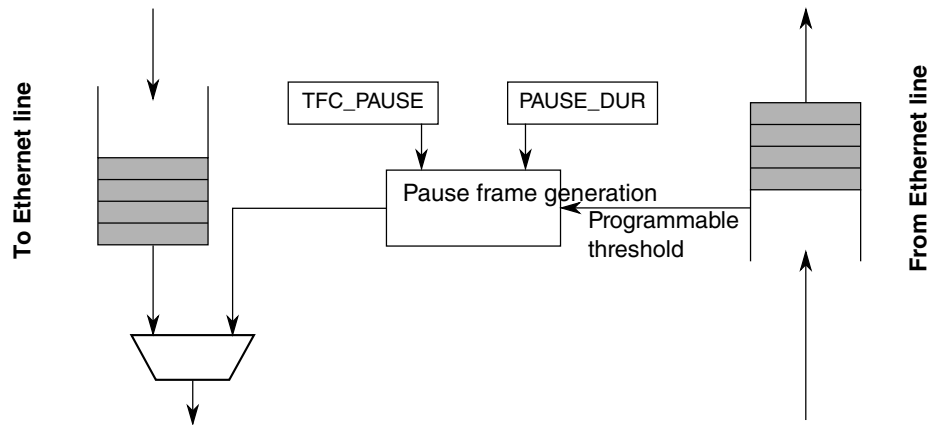 To Ethernet line
TFC_PAUSE
PAUSE_DUR
Pause frame generation
Programmable
threshold
From Ethernet line